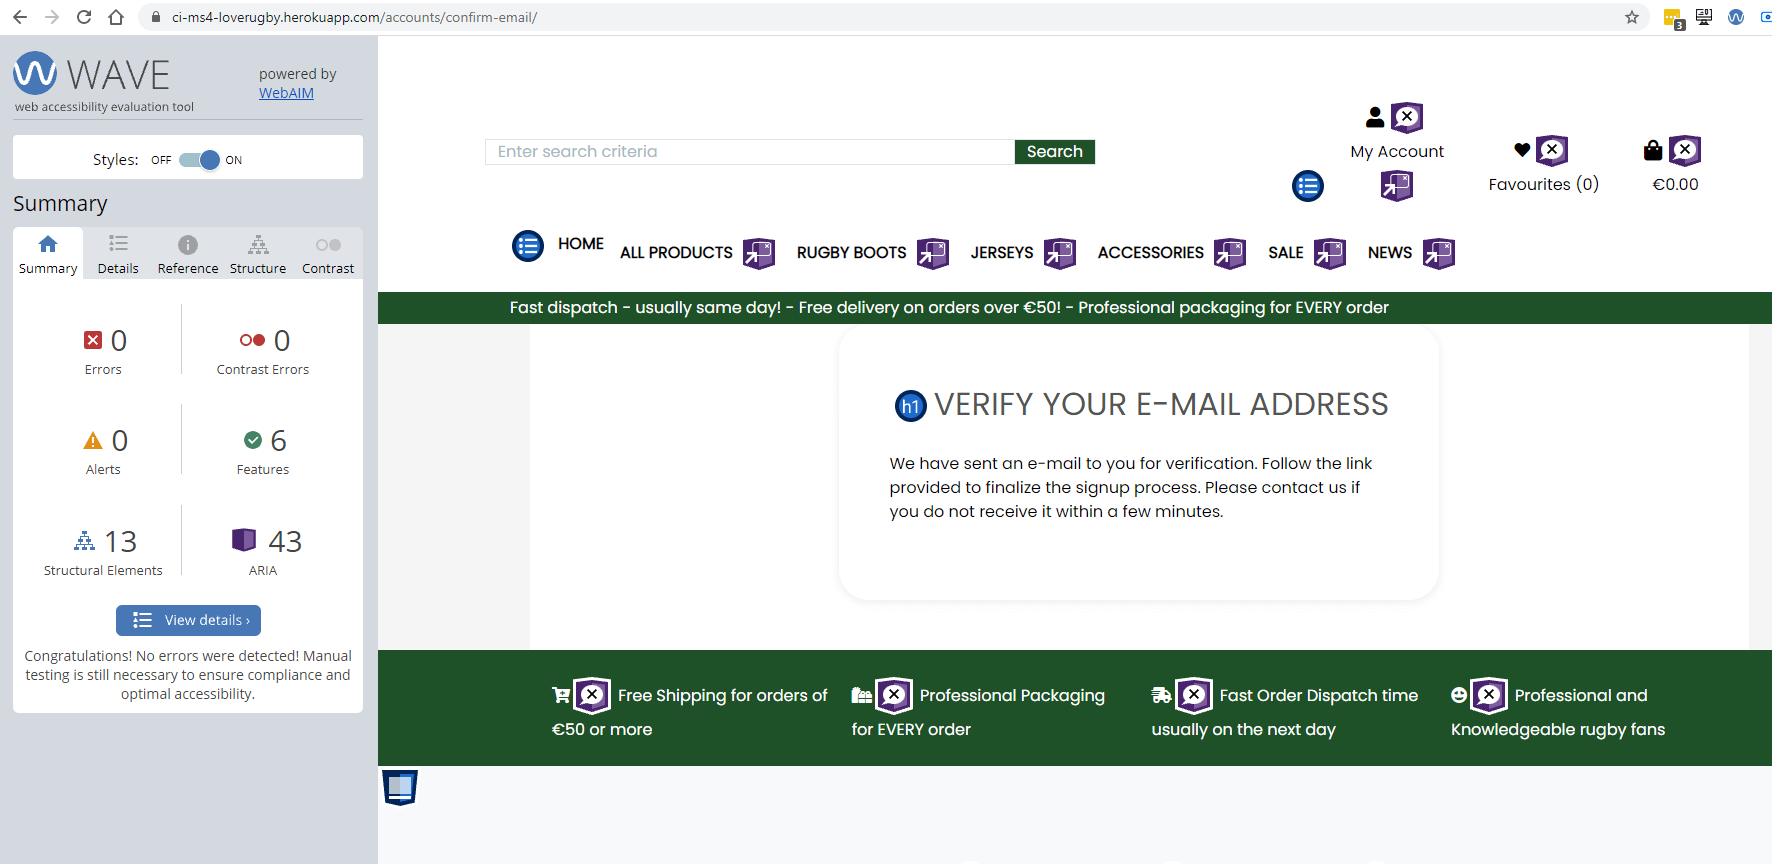 ci-ms4-loverugby.herokuapp.com/accounts/confirm-email/
3
WAVE
web accessibility evaluation tool
powered by
WebAIM
Styles: OFF ON
Summary
Summary Details Reference Structure Contrast
0 0
Errors Contrast Errors
0 6
Alerts Features
13 43
Structural Elements ARIA
View details ›
Congratulations! No errors were detected! Manual
testing is still necessary to ensure compliance and
optimal accessibility.
Enter search criteria Search
My Account
Favourites (0) €0.00
HOME ALL PRODUCTS RUGBY BOOTS JERSEYS ACCESSORIES SALE NEWS
Fast dispatch - usually same day! - Free delivery on orders over €50! - Professional packaging for EVERY order
h1 VERIFY YOUR E-MAIL ADDRESS
We have sent an e-mail to you for verification. Follow the link
provided to finalize the signup process. Please contact us if
you do not receive it within a few minutes.
Free Shipping for orders of
€50 or more
Professional Packaging
for EVERY order
Fast Order Dispatch time
usually on the next day
Professional and
Knowledgeable rugby fans